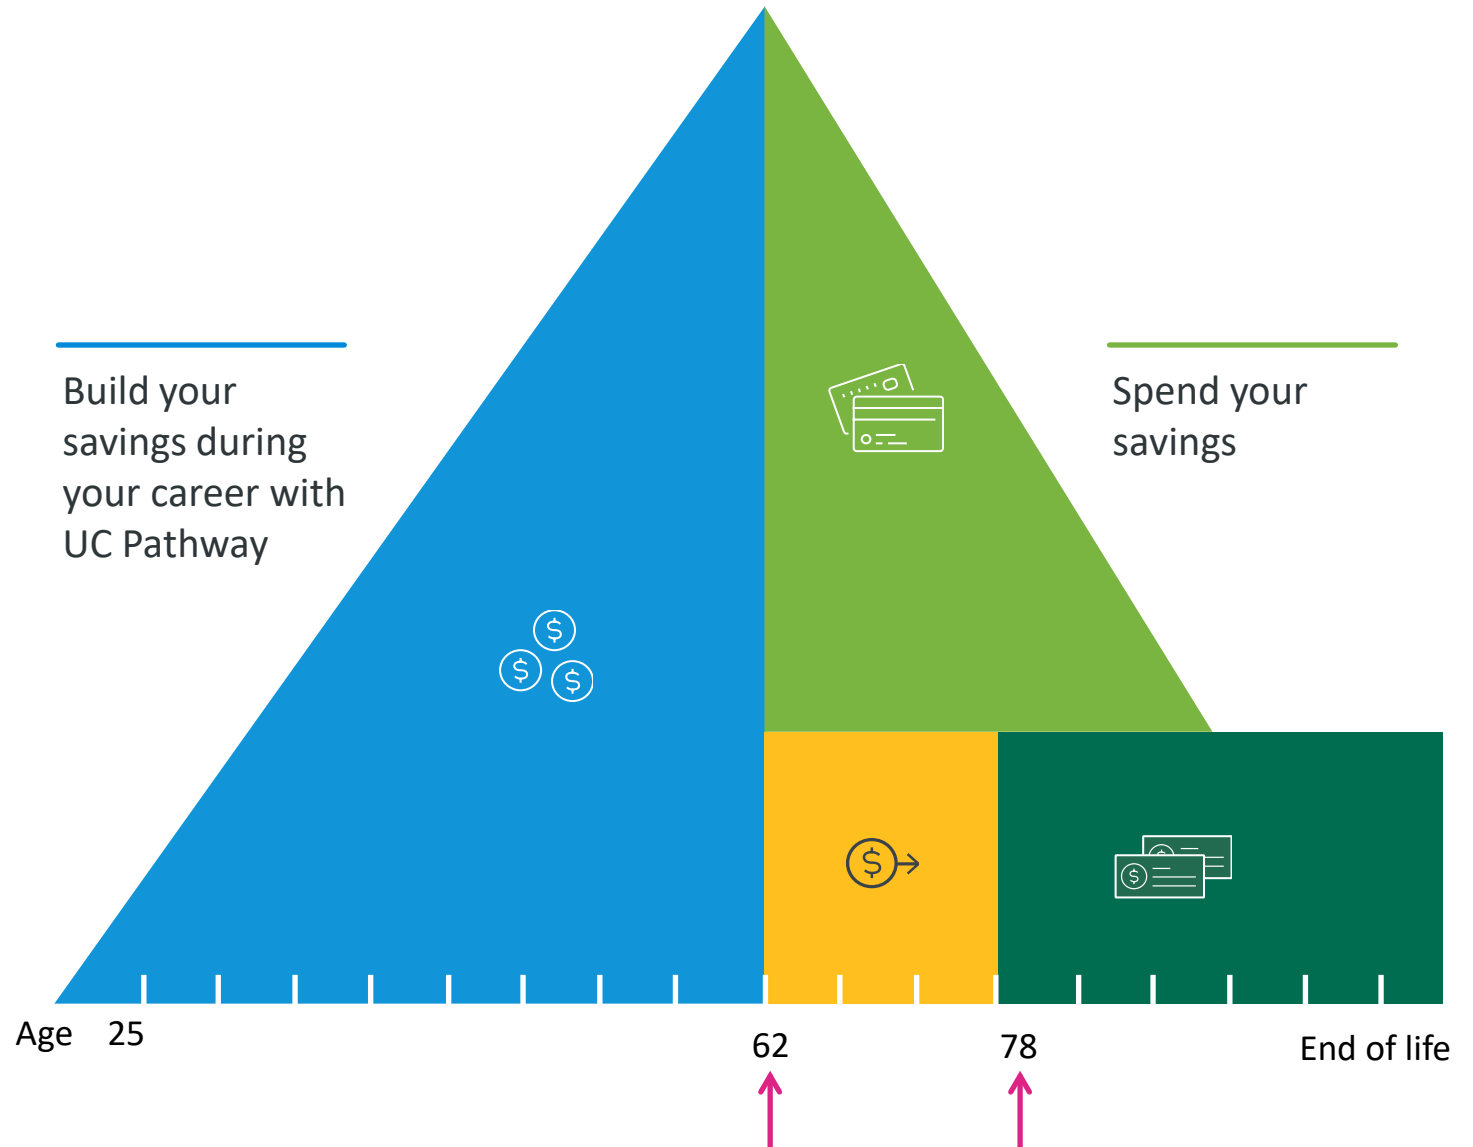 Build your
savings during
your career with
UC Pathway
Spend your
savings
$
$
$
$
$
Age 25
62
78
End of life